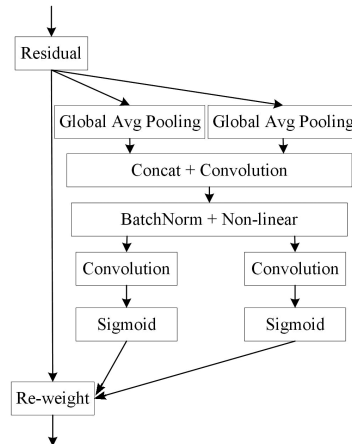 Residual
Global Avg Pooling
Global Avg Pooling
Concat + Convolution
BatchNorm + Non-linear
Convolution
Convolution
Sigmoid
Sigmoid
Re-weight